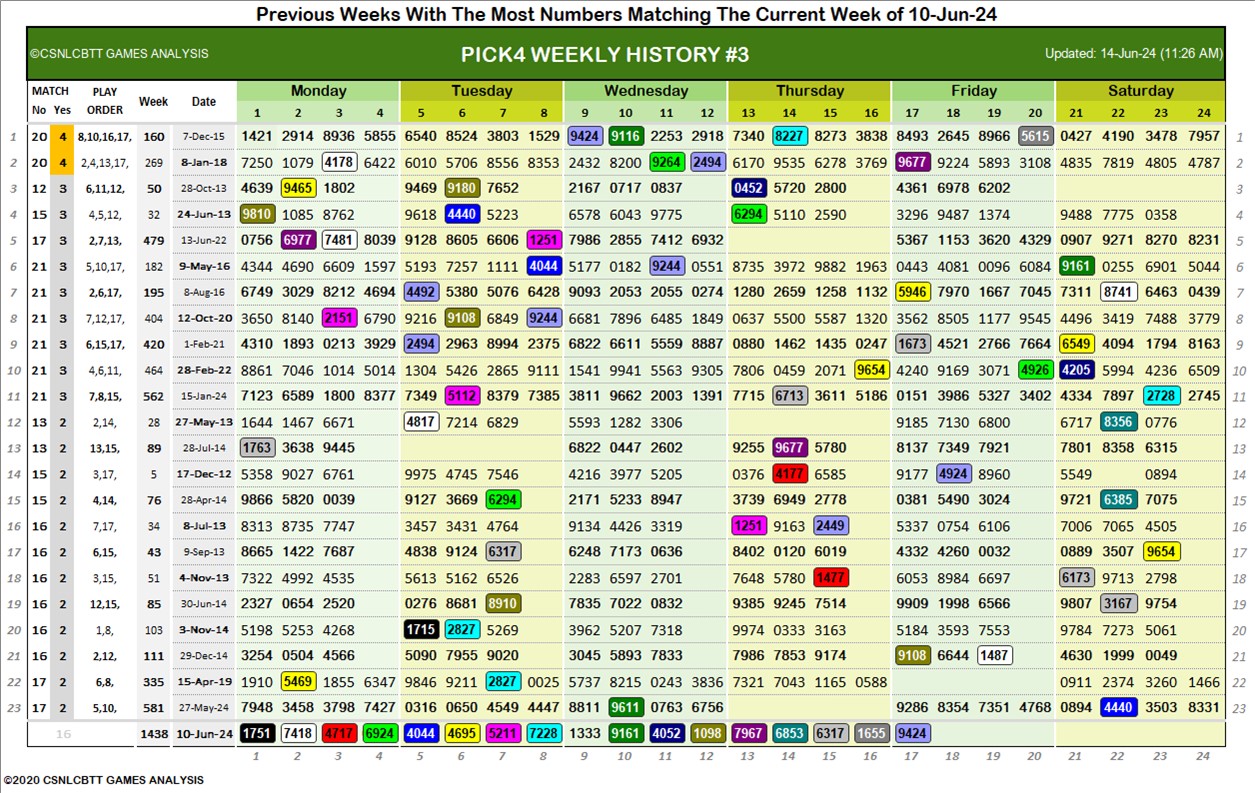 Previous Weeks With The Most Numbers Matching The Current Week of 10-Jun-24
©CSNLCBTT GAMES ANALYSIS PICK4 WEEKLY HISTORY #3 Updated: 14-Jun-24 (11:26 AM)
MATCH PLAY Week Date Monday Tuesday Wednesday Thursday Friday Saturday
No Yes ORDER 1 2 3 4 5 6 7 8 9 10 11 12 13 14 15 16 17 18 19 20 21 22 23 24
1 20 4 8,10,16,17, 160 7-Dec-15 1421 2914 8936 5855 6540 8524 3803 1529 9424 9116 2253 2918 7340 8227 8273 3838 8493 2645 8966 5615 0427 4190 3478 7957 1
2 20 4 2,4,13,17, 269 8-Jan-18 7250 1079 4178 6422 6010 5706 8556 8353 2432 8200 9264 2494 6170 9535 6278 3769 9677 9224 5893 3108 4835 7619 4805 4787 2
3 12 3 6,11,12, 50 28-Oct-13 4639 9465 1802 9469 9180 7652 2167 0717 0837 0452 5720 2800 4361 6978 6202 3
4 15 3 4,5,12, 32 24-Jun-13 9810 1085 8762 9618 4440 5223 6578 6043 9775 6294 5110 2590 3296 9487 1374 9488 7775 0358 4
5 17 3 2,7,13, 479 13-Jun-22 0756 6977 7481 8039 9128 8605 6606 1251 7986 2855 7412 6932 5367 1153 3620 4329 0907 9271 8270 8231 5
6 21 3 5,10,17, 182 9-May-16 4344 4690 6609 1597 5193 7257 1111 4044 5177 0182 9244 0551 8735 3972 9882 1963 0443 4081 0096 6084 9161 0255 6901 5044 6
7 21 3 2,6,17, 195 8-Aug-16 6749 3029 8212 4694 4492 5380 5076 6428 9093 2053 2055 0274 1280 2659 1258 1132 5946 7970 1667 7045 7311 8741 6463 0439 7
8 21 3 7,12,17, 404 12-Oct-20 3650 8140 2151 6790 9216 9108 6849 9244 6681 7896 6485 1849 0637 5500 5587 1320 3562 8505 1177 9545 4496 3419 7488 3779 8
9 21 3 6,15,17, 420 1-Feb-21 4310 1893 0213 3929 2494 2963 8994 2375 6822 6611 5559 8887 0880 1462 1435 0247 1673 4521 2766 7664 6549 4094 1794 8163 9
10 21 3 4,6,11, 464 28-Feb-22 8861 7046 1014 5014 1304 5426 2865 9111 1541 9941 5563 9305 7806 0459 2071 9654 4240 9169 3071 4926 4205 5994 4236 6509 10
11 21 3 7,8,15, 562 15-Jan-24 7123 6589 1800 8377 7349 5112 8379 7385 3811 9662 2003 1391 7715 6713 3611 5186 0151 3986 5327 3402 4334 7897 2728 2745 11
12 13 2 2,14, 28 27-May-13 1644 1467 6671 4817 7214 6829 5593 1282 3306 9185 7130 6800 6717 8356 0776 12
13 13 2 13,15, 89 28-Jul-14 1763 3638 9445 6822 0447 2602 9255 9677 5780 8137 7349 7921 7801 8358 6315 13
14 15 2 3,14, 5 17-Dec-12 5358 9027 6761 9975 4745 7546 4216 3977 5205 0376 4177 6585 9177 4924 8960 5549 0894 14
15 15 2 4,14, 76 28-Apr-14 9866 5820 0039 9127 3669 6294 2171 5233 8947 3739 6949 2778 0381 5490 3024 9721 6385 7075 15
16 16 2 7,17, 34 8-Jul-13 8313 8735 7747 3457 3431 4764 9134 4426 3319 1251 9163 2449 5337 0754 6106 7006 7065 4505 16
17 16 2 6,15, 43 9-Sep-13 8665 1422 7687 4838 9124 6317 6248 7173 0636 8402 0120 6019 4332 4260 0032 0889 3507 9654 17
18 16 2 3,15, 51 4-Nov-13 7322 4992 4535 5613 5162 6526 2283 6597 2701 7648 5780 1477 6053 8984 6697 6173 9713 2798 18
19 16 2 12,15, 85 30-Jun-14 2327 0654 2520 0276 8681 8910 7835 7022 0832 9385 9245 7514 9909 1998 6566 9807 3167 9754 19
20 16 2 1,8, 103 3-Nov-14 5198 5253 4268 1715 2827 5269 3962 5207 7318 9974 0333 3163 5184 3593 7553 9784 7273 5061 20
21 16 2 2,12, 111 29-Dec-14 3254 0504 4566 5090 7955 9020 3045 5893 7833 7986 7853 9174 9108 6644 1487 4630 1999 0049 21
22 17 2 6,8, 335 15-Apr-19 1910 5469 1855 6347 9846 9211 2827 0025 5737 8215 0243 3836 7321 7043 1165 0588 0911 2374 3260 1466 22
23 17 2 5,10, 581 27-May-24 7948 3458 3798 7427 0316 0650 4549 4447 8811 9611 0763 6756 9286 8354 7351 4768 0894 4440 3503 8331 23
16 1438 10-Jun-24 1751 7418 4717 6924 4044 4695 5211 7228 1333 9161 4052 1098 7967 6853 6317 1655 9424
1 2 3 4 5 6 7 8 9 10 11 12 13 14 15 16 17 18 19 20 21 22 23 24
©2020 CSNLCBTT GAMES ANALYSIS